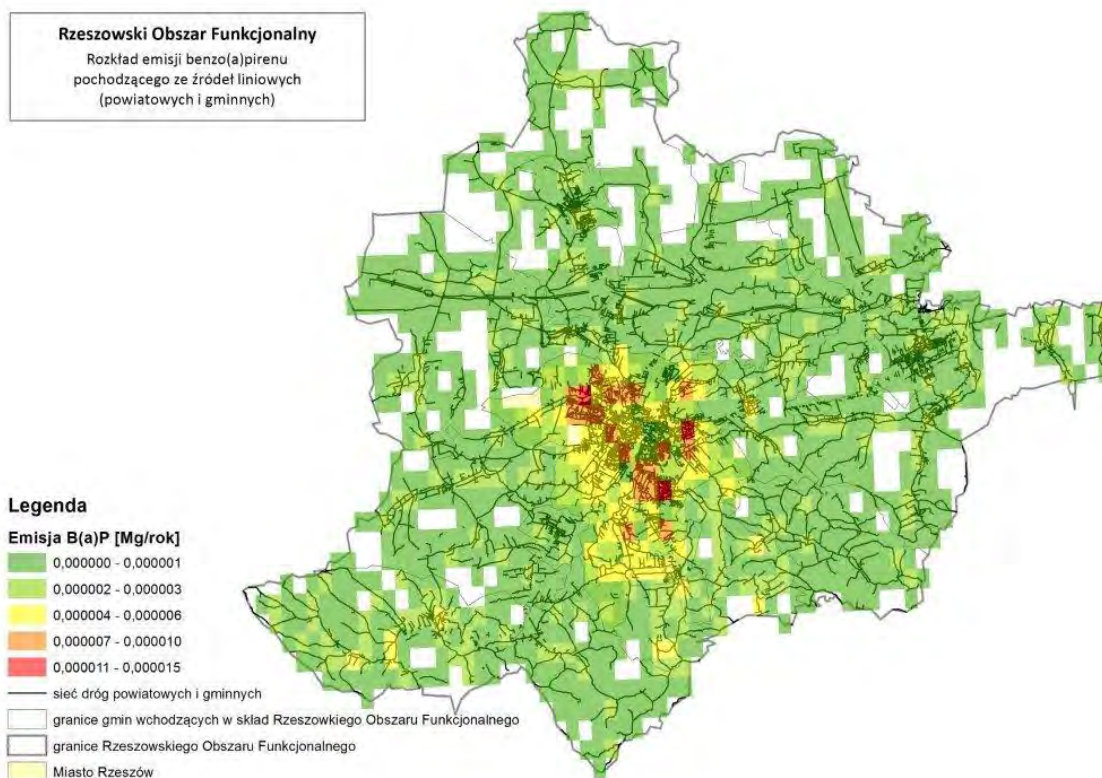 Rzeszowski Obszar Funkcjonalny
Rozkład emisji benzo(a)pirenu
pochodzącego ze źródeł liniowych
(powiatowych i gminnych)
Legenda
Emisja B(a)P [Mg/rok]
0,000000 - 0,000001
0,000002 - 0,000003
0,000004 - 0,000006
0,000007 - 0,000010
0,000011 - 0,000015
sieć dróg powiatowych i gminnych
granice gmin wchodzących w skład Rzeszowkiego Obszaru Funkcjonalnego
granice Rzeszowskiego Obszaru Funkcjonalnego
Miasto Rzeszów